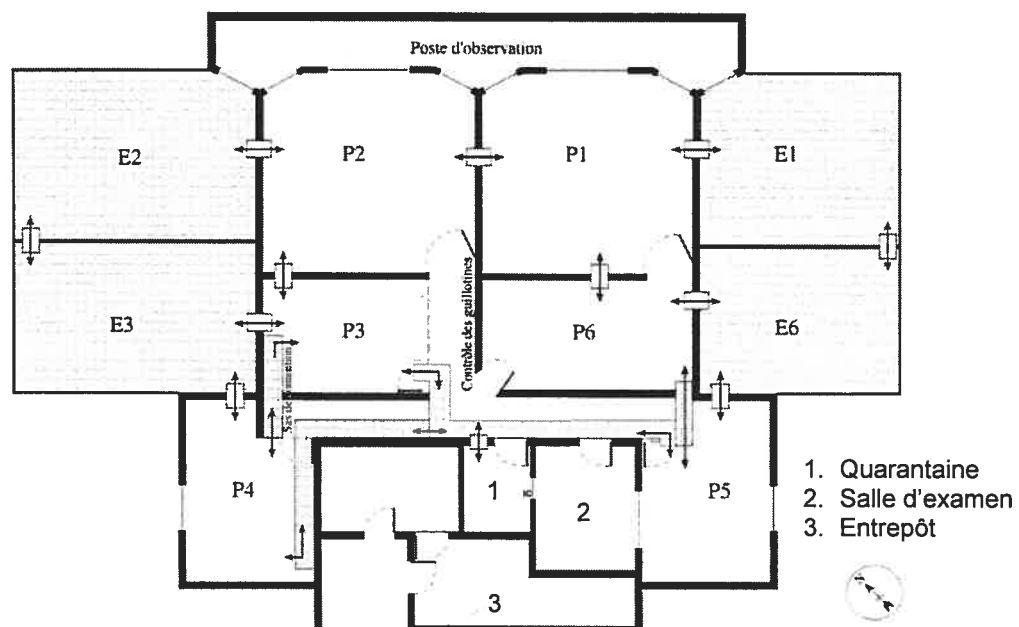 Poste d'observation
E2
P2
P1
E1
E3
P3
Contrôle des guillotines
P6
E6
P4
1
2
P5
3
1. Quarantaine
2. Salle d'examen
3. Entrepôt